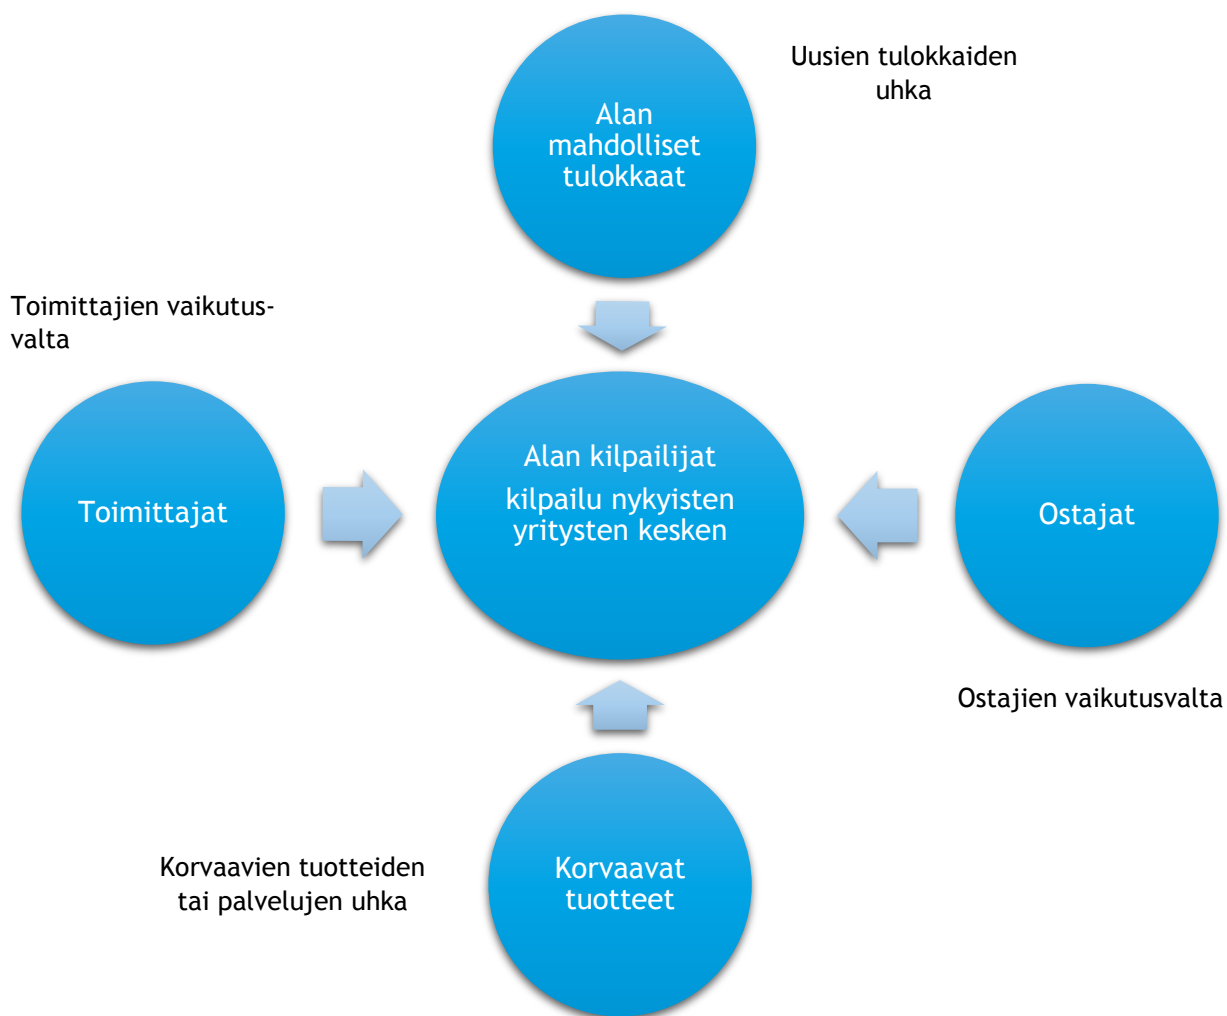 Uusien tulokkaiden
uhka
Alan
mahdolliset
tulokkaat
Toimittajien vaikutus-
valta
Toimittajat
Alan kilpailijat
kilpailu nykyisten
yritysten kesken
Ostajat
Ostajien vaikutusvalta
Korvaavien tuotteiden
tai palvelujen uhka
Korvaavat
tuotteet